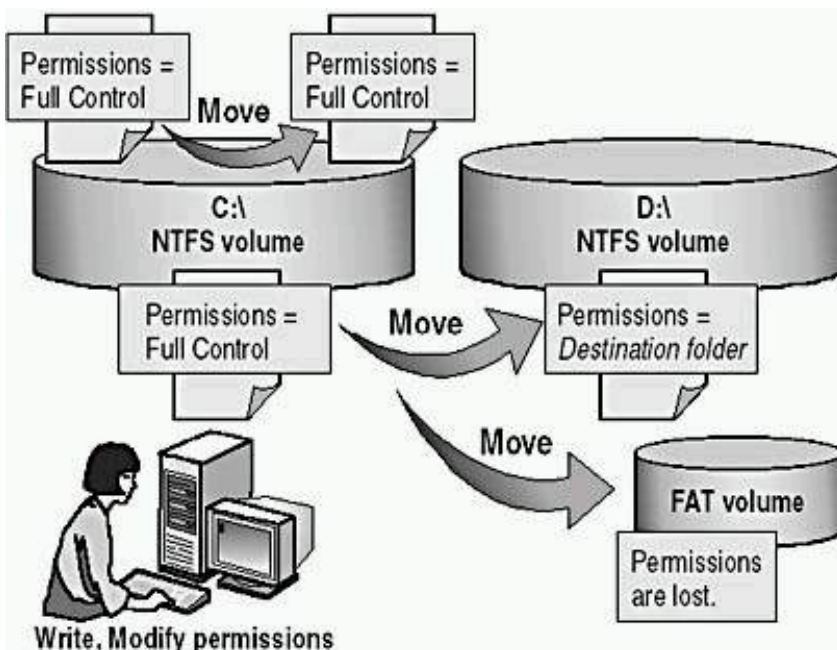 Permissions =
Full Control
Move
Permissions =
Full Control
C:\
NTFS volume
D:\
NTFS volume
Permissions =
Full Control
Move
Permissions =
Destination folder
Move
FAT volume
Permissions
are lost.
Write, Modify permissions